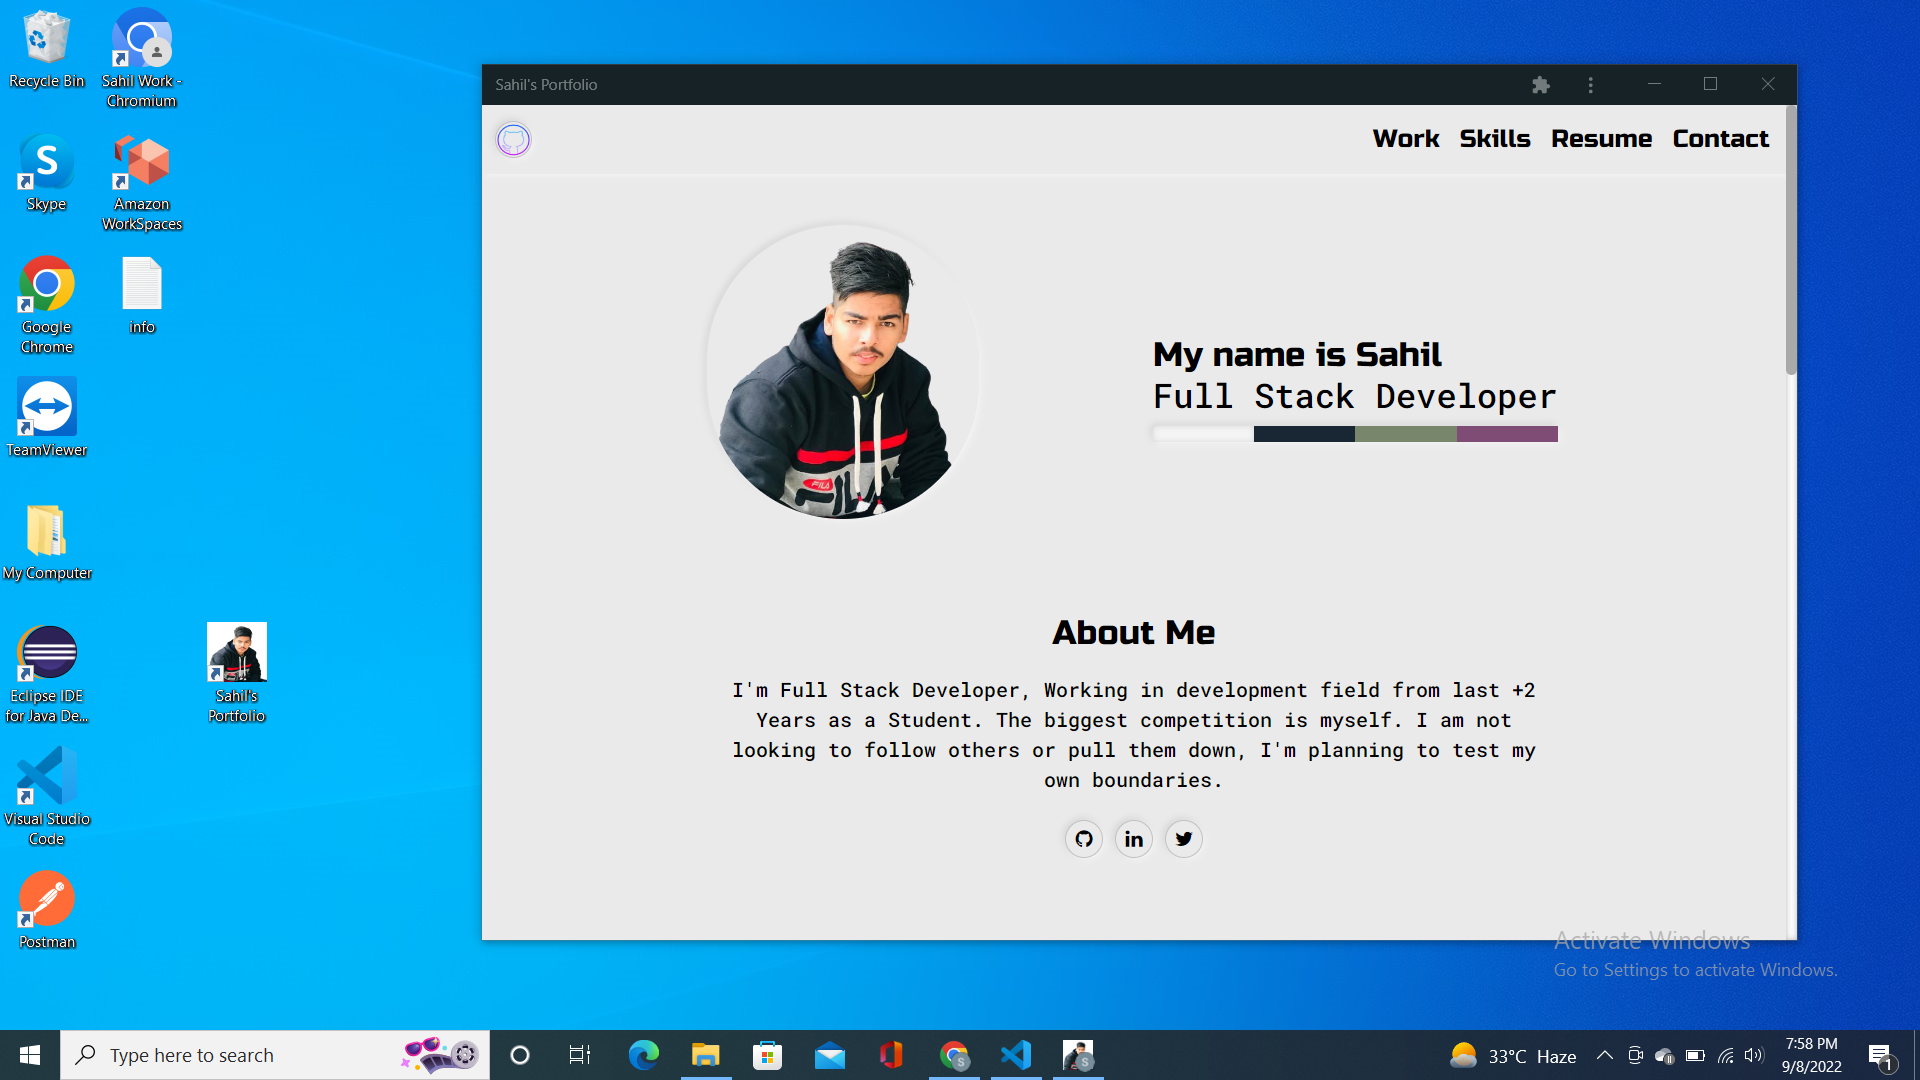 Recycle Bin
Sahil Work -
Chromium
Skype
Amazon
WorkSpaces
Google
Chrome
info
TeamViewer
My Computer
Eclipse IDE
for Java De...
Sahil's
Portfolio
Visual Studio
Code
Postman
Sahil's Portfolio
Work Skills Resume Contact
FILA
FILA
My name is Sahil
Full Stack Developer
About Me
I'm Full Stack Developer, Working in development field from last +2
Years as a Student. The biggest competition is myself. I am not
looking to follow others or pull them down, I'm planning to test my
own boundaries.
in
Activate Windows
Go to Settings to activate Windows.
Type here to search
S
S
33°C Haze
7:58 PM
9/8/2022
1